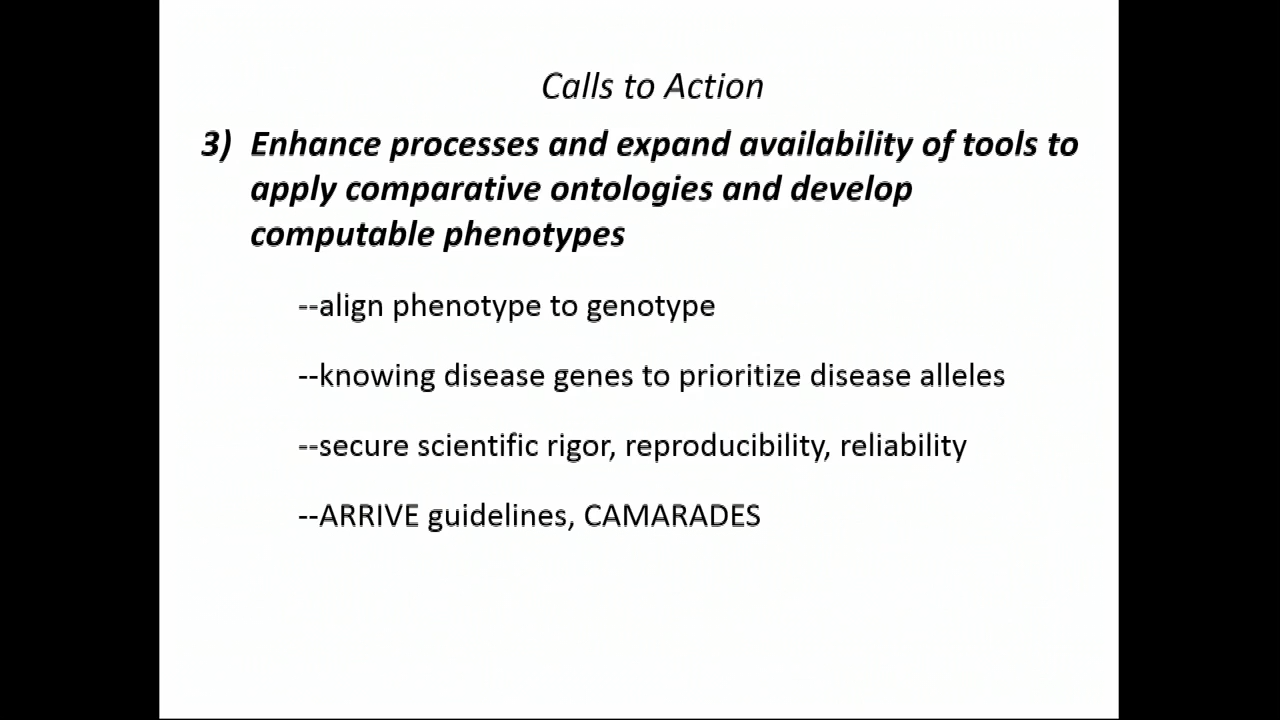 Calls to Action
3) Enhance processes and expand availability of tools to
apply comparative ontologies and develop
computable phenotypes
--align phenotype to genotype
--knowing disease genes to prioritize disease alleles
--secure scientific rigor, reproducibility, reliability
--ARRIVE guidelines, CAMARADES